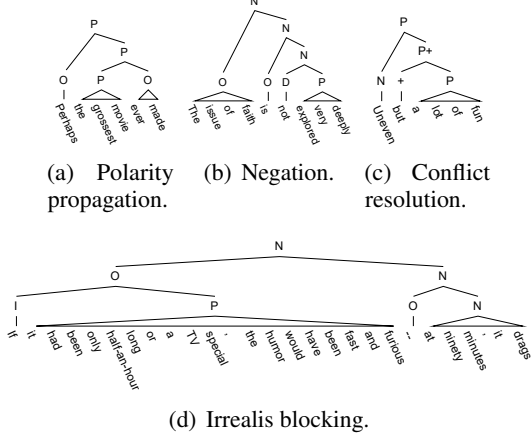 N
P
N
P
P
P+
N
O P O
O O D P
N + P
Perhaps the grossest movie ever made
The issue of faith is not explored very deeply
Uneven but a lot of fun
(a) Polarity propagation.
(b) Negation.
(c) Conflict resolution.
N
O N
I P O N
If it had been only half-an-hour long or a TV special , the humor would have been fast and furious -- at ninety minutes , it drags
(d) Irrealis blocking.